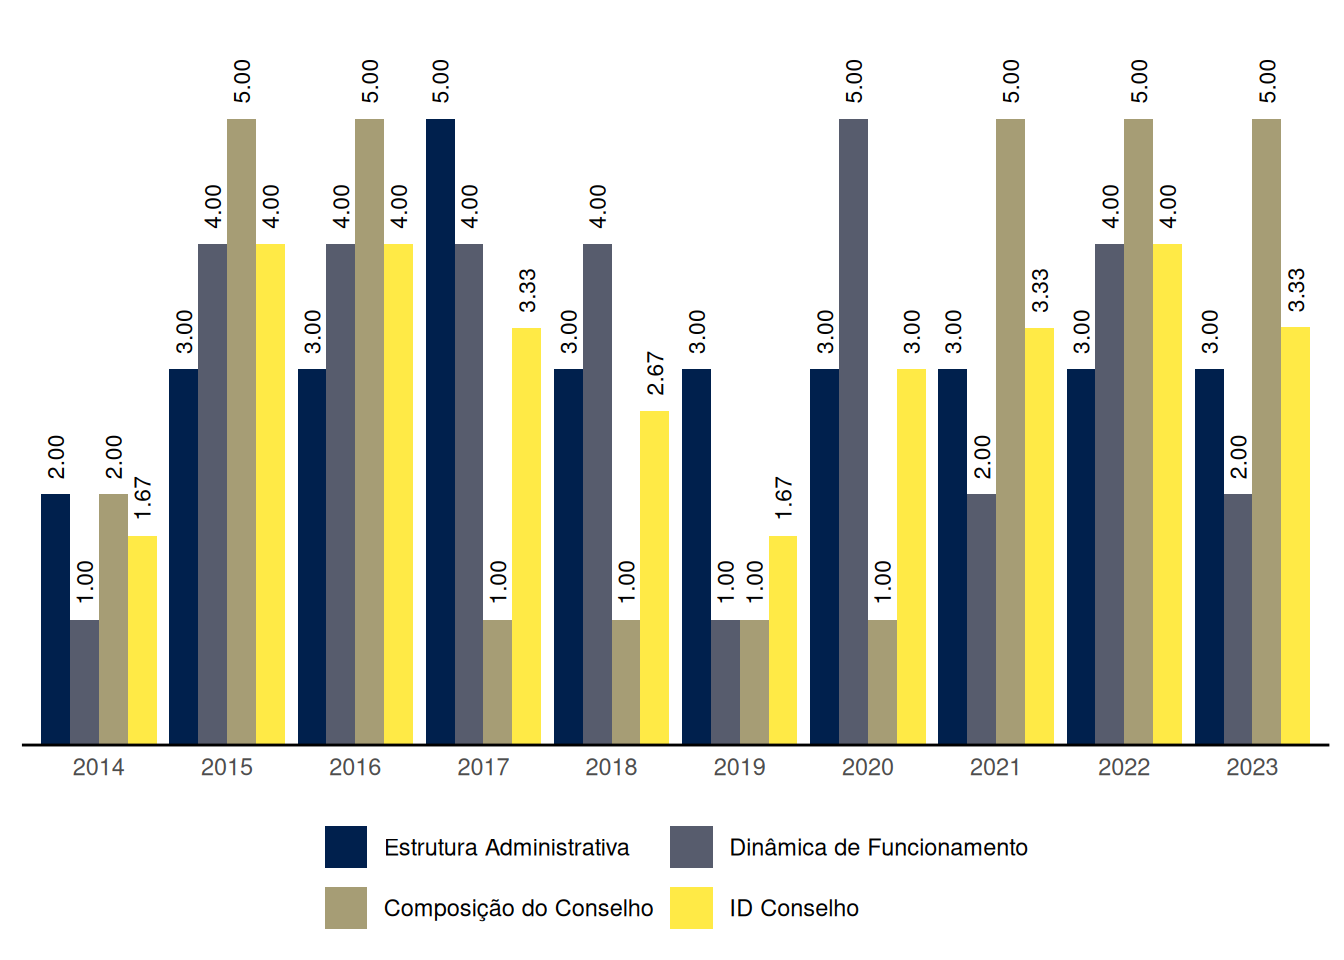 5.00 5.00 5.00 5.00 5.00 5.00 5.00
4.00 4.00 4.00 4.00 4.00 4.00 4.00 4.00
3.33 3.33 3.33
3.00 3.00 3.00 3.00 3.00 3.00 3.00 3.00 3.00
2.67
2.00 2.00 2.00 2.00
1.67 1.67
1.00 1.00 1.00 1.00 1.00 1.00
2014 2015 2016 2017 2018 2019 2020 2021 2022 2023
Estrutura Administrativa Dinâmica de Funcionamento
Composição do Conselho ID Conselho